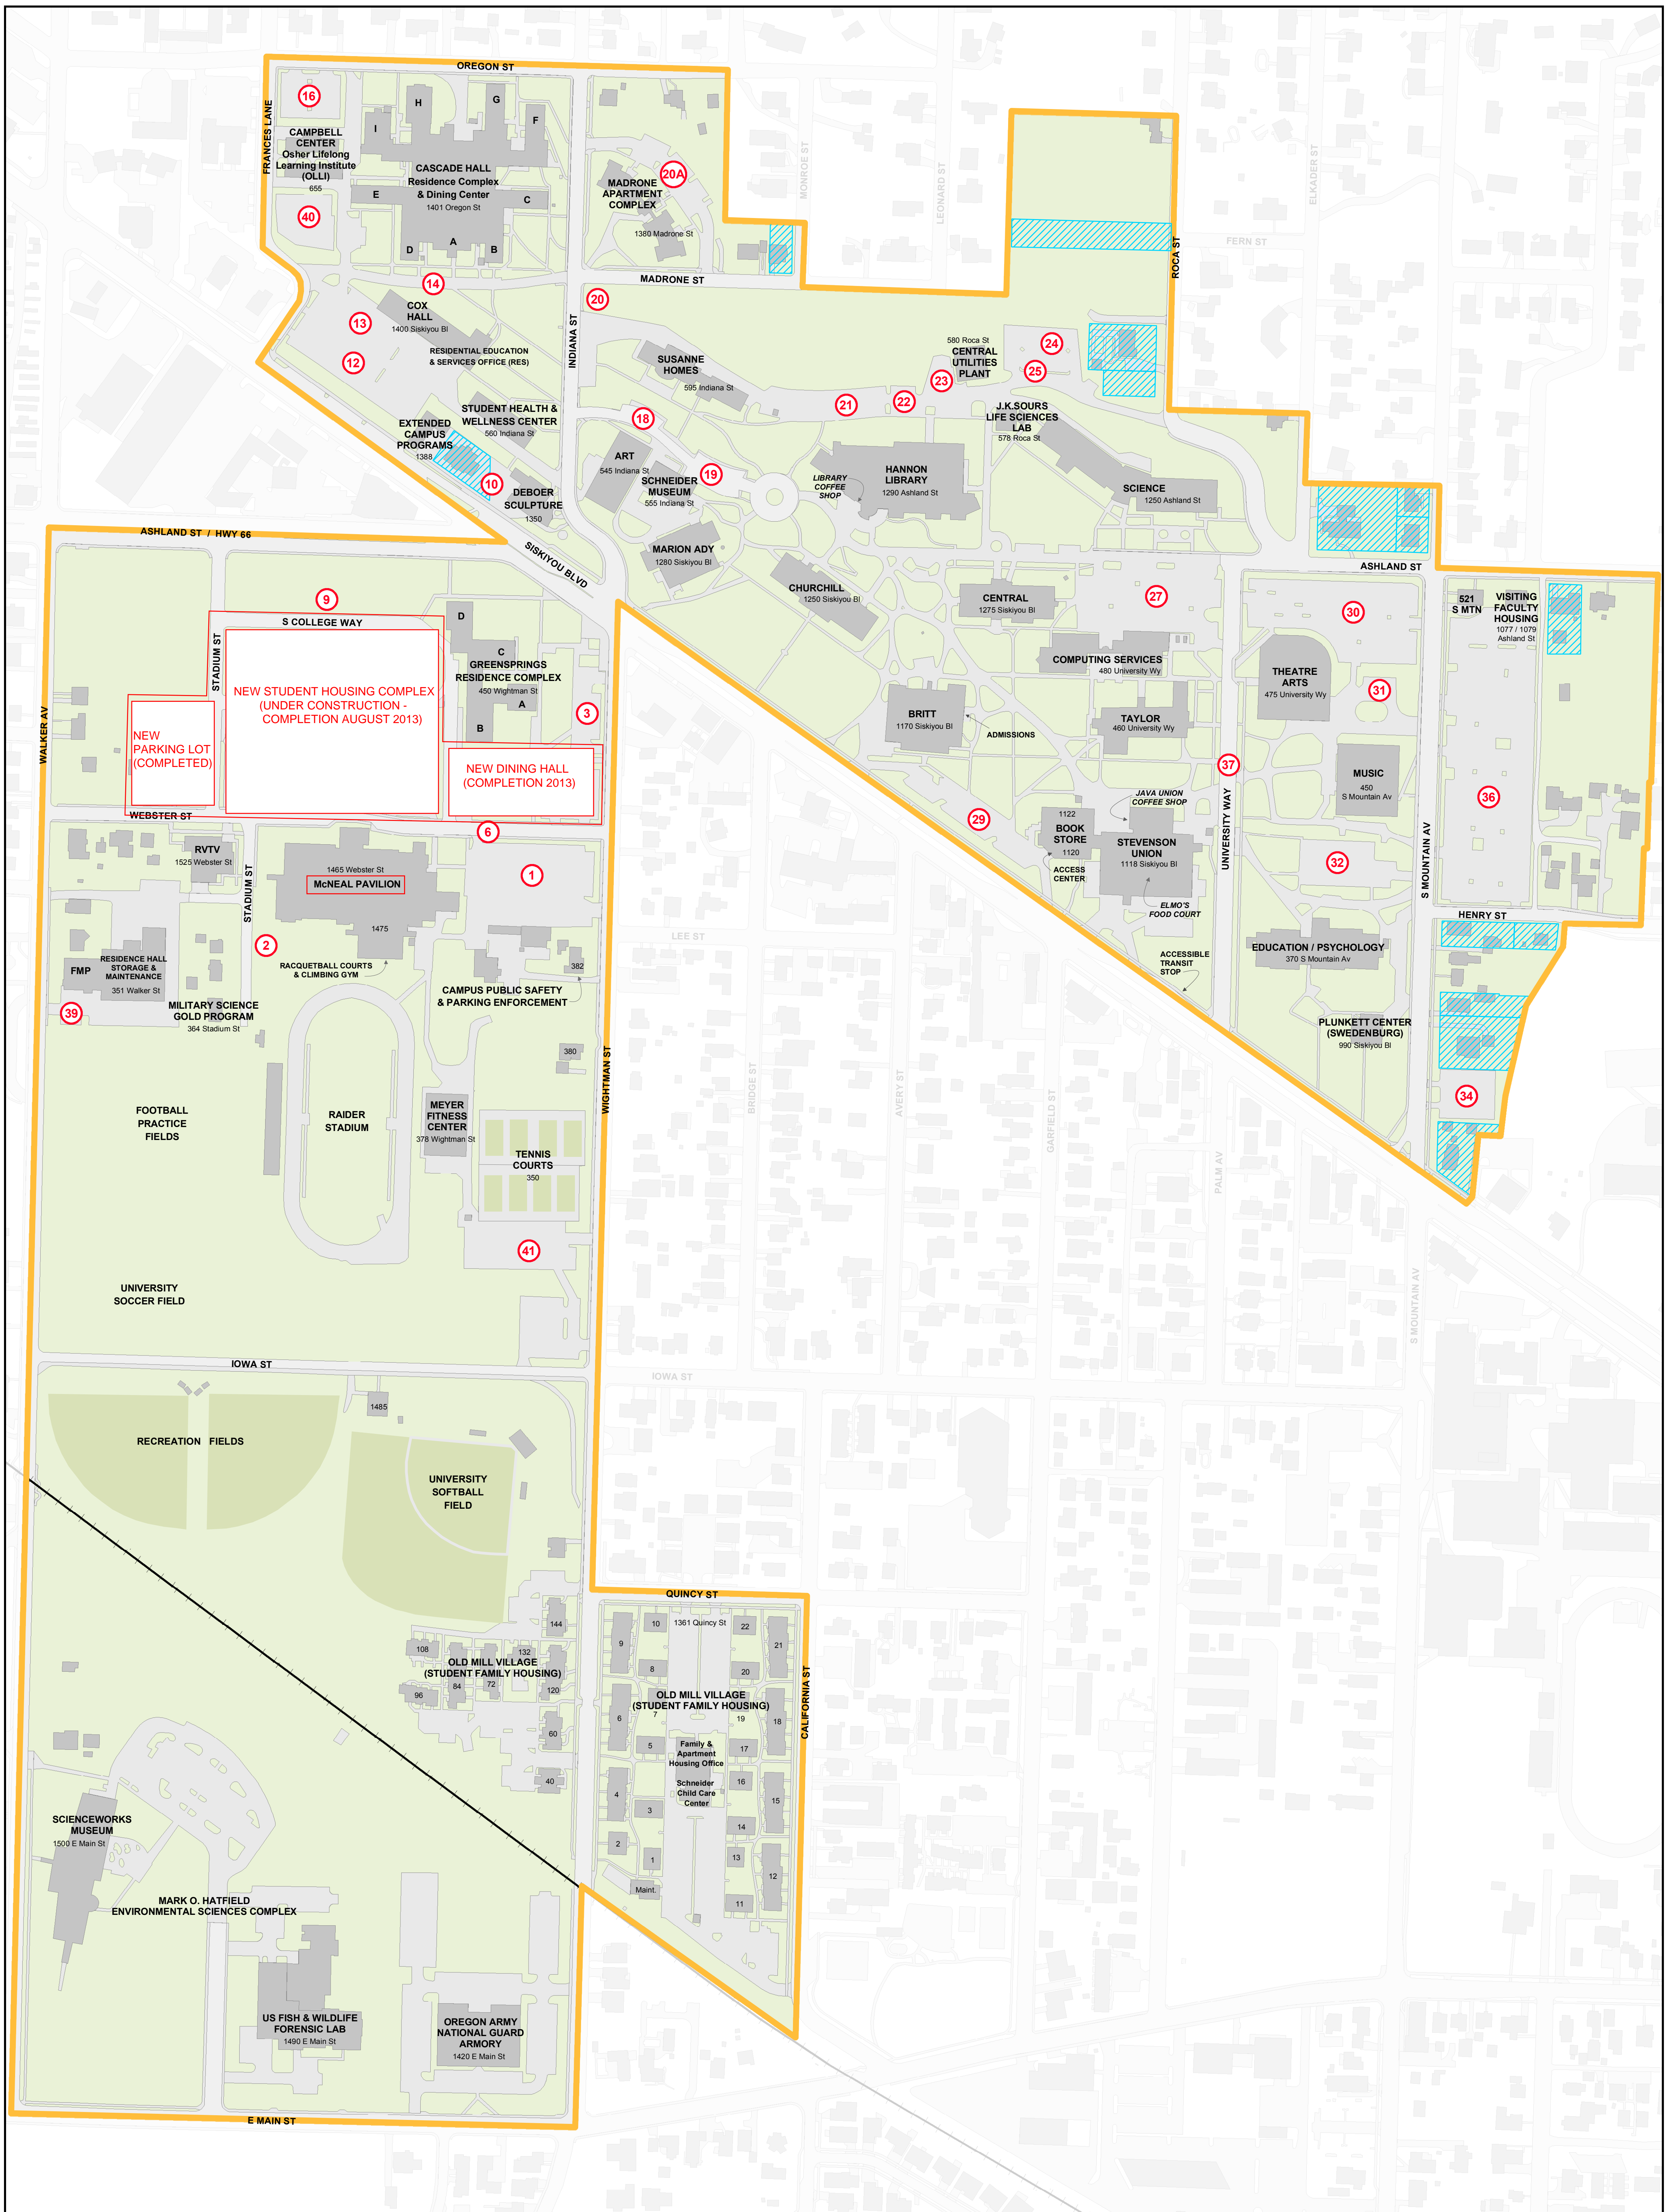 OREGON ST
FRANCES LANE
16
H
G
I
F
CAMPBELL
CENTER
Osher Lifelong
Learning Institute
(OLLI)
655
CASCADE HALL
Residence Complex
& Dining Center
1401 Oregon St
E
C
D
A
B
40
14
20A
MADRONE
APARTMENT
COMPLEX
1380 Madrone St
MONROE ST
LEONARD ST
ELKADER ST
FERN ST
ROCA ST
MADRONE ST
INDIANA ST
20
13
12
COX
HALL
1400 Siskiyou Bl
RESIDENTIAL EDUCATION
& SERVICES OFFICE (RES)
SUSANNE
HOMES
595 Indiana St
580 Roca St
CENTRAL
UTILITIES
PLANT
24
25
23
22
21
18
19
J.K.SOURS
LIFE SCIENCES
LAB
578 Roca St
STUDENT HEALTH &
WELLNESS CENTER
560 Indiana St
EXTENDED
CAMPUS
PROGRAMS
1388
10
DEBOER
SCULPTURE
1350
ART
545 Indiana St
SCHNEIDER
MUSEUM
555 Indiana St
LIBRARY
COFFEE
SHOP
HANNON
LIBRARY
1290 Ashland St
SCIENCE
1250 Ashland St
MARION ADY
1280 Siskiyou Bl
CHURCHILL
1250 Siskiyou Bl
CENTRAL
1275 Siskiyou Bl
27
ASHLAND ST
ASHLAND ST / HWY 66
SISKIYOU BLVD
9
S COLLEGE WAY
STADIUM ST
D
C
GREENSPRINGS
RESIDENCE COMPLEX
450 Wightman St
A
B
3
NEW STUDENT HOUSING COMPLEX
(UNDER CONSTRUCTION -
COMPLETION AUGUST 2013)
NEW
PARKING LOT
(COMPLETED)
NEW DINING HALL
(COMPLETION 2013)
WALKER AV
WEBSTER ST
6
COMPUTING SERVICES
480 University Wy
30
521
S MTN
VISITING
FACULTY
HOUSING
1077 / 1079
Ashland St
THEATRE
ARTS
475 University Wy
31
BRITT
1170 Siskiyou Bl
ADMISSIONS
TAYLOR
460 University Wy
37
MUSIC
450
S Mountain Av
36
UNIVERSITY WAY
S MOUNTAIN AV
29
JAVA UNION
COFFEE SHOP
1122
BOOK
STORE
1120
ACCESS
CENTER
STEVENSON
UNION
1118 Siskiyou Bl
ELMO'S
FOOD COURT
32
HENRY ST
EDUCATION / PSYCHOLOGY
370 S Mountain Av
ACCESSIBLE
TRANSIT
STOP
PLUNKETT CENTER
(SWEDENBURG)
990 Siskiyou Bl
34
RVTV
1525 Webster St
STADIUM ST
1465 Webster St
McNEAL PAVILION
1475
1
2
RACQUETBALL COURTS
& CLIMBING GYM
382
CAMPUS PUBLIC SAFETY
& PARKING ENFORCEMENT
FMP
RESIDENCE HALL
STORAGE &
MAINTENANCE
351 Walker St
39
MILITARY SCIENCE
GOLD PROGRAM
364 Stadium St
380
LEE ST
WIGHTMAN ST
BRIDGE ST
AVERY ST
GARFIELD ST
PALM AV
S MOUNTAIN AV
FOOTBALL
PRACTICE
FIELDS
RAIDER
STADIUM
MEYER
FITNESS
CENTER
378 Wightman St
TENNIS
COURTS
350
41
UNIVERSITY
SOCCER FIELD
IOWA ST
IOWA ST
1485
RECREATION FIELDS
UNIVERSITY
SOFTBALL
FIELD
QUINCY ST
CALIFORNIA ST
144
108
132
OLD MILL VILLAGE
(STUDENT FAMILY HOUSING)
84
72
96
120
60
40
9
10
1361 Quincy St
22
21
8
20
OLD MILL VILLAGE
(STUDENT FAMILY HOUSING)
6
7
19
18
5
17
Family &
Apartment
Housing Office
Schneider
Child Care
Center
16
4
3
15
14
2
1
13
12
Maint.
11
SCIENCEWORKS
MUSEUM
1500 E Main St
MARK O. HATFIELD
ENVIRONMENTAL SCIENCES COMPLEX
US FISH & WILDLIFE
FORENSIC LAB
1490 E Main St
OREGON ARMY
NATIONAL GUARD
ARMORY
1420 E Main St
E MAIN ST